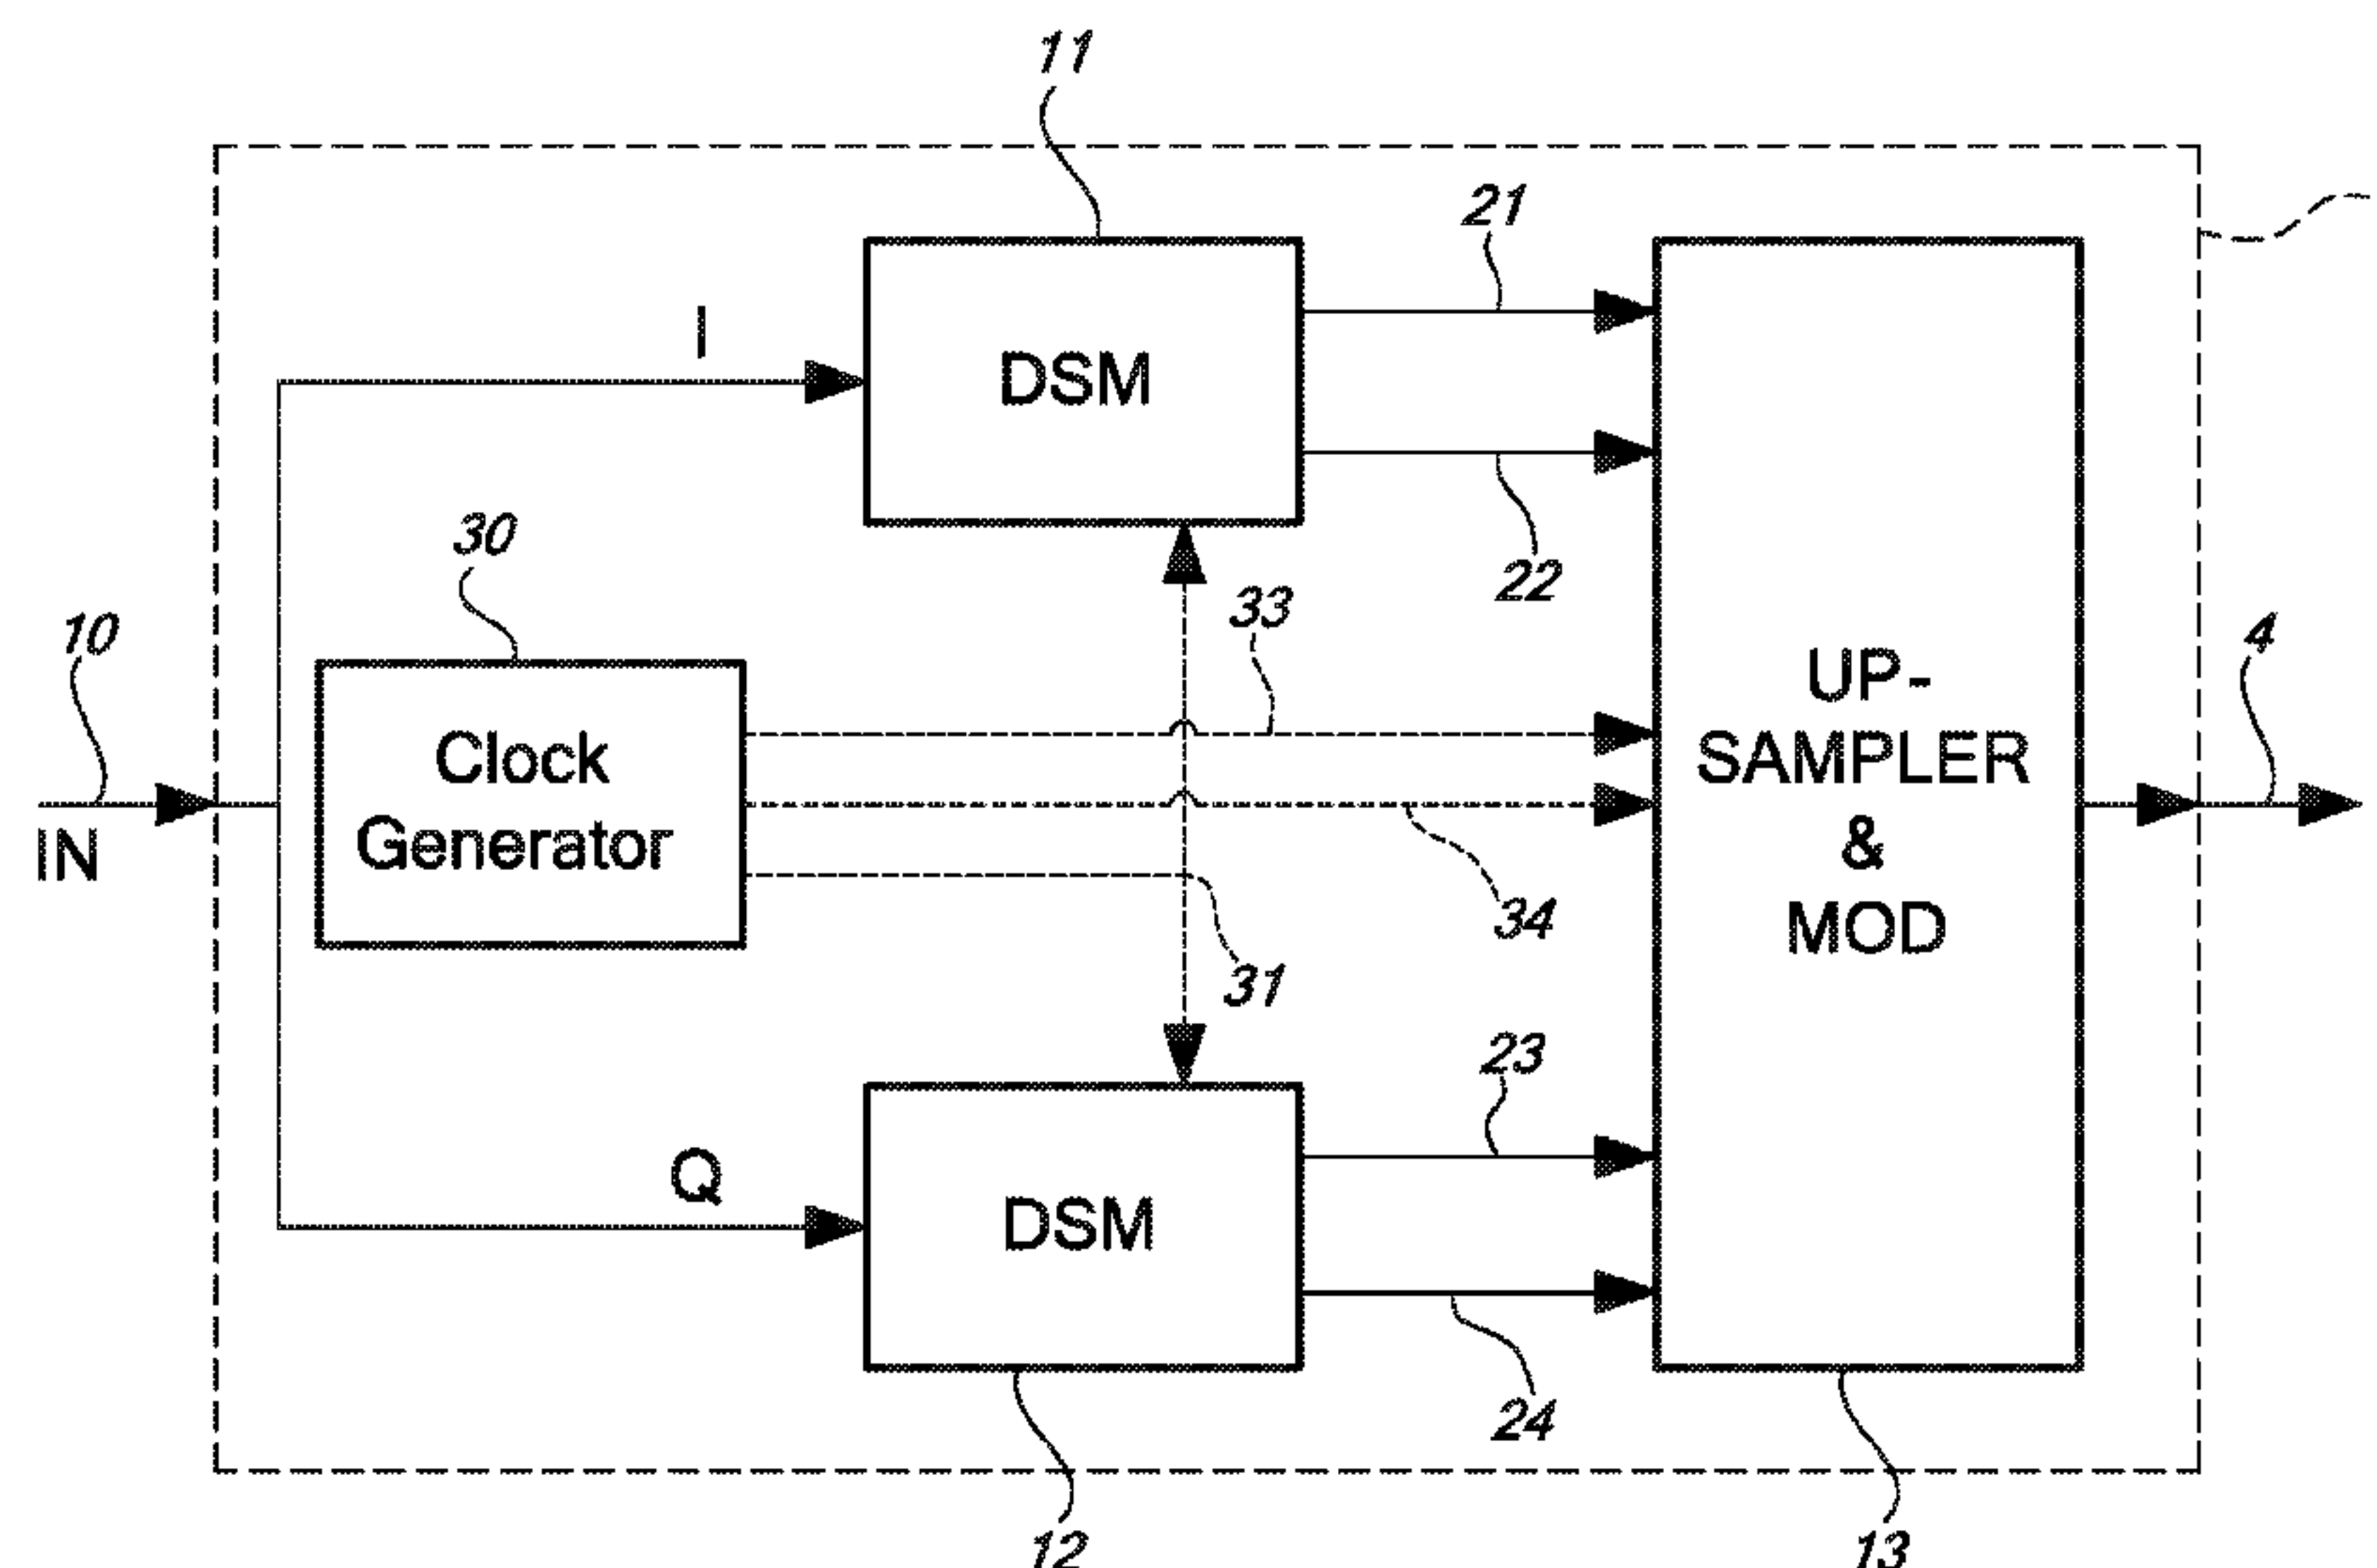 11
21
I
DSM
22
30
33
10
IN
Clock
Generator
UP-
SAMPLER
&
MOD
4
34
31
23
Q
DSM
24
12
13